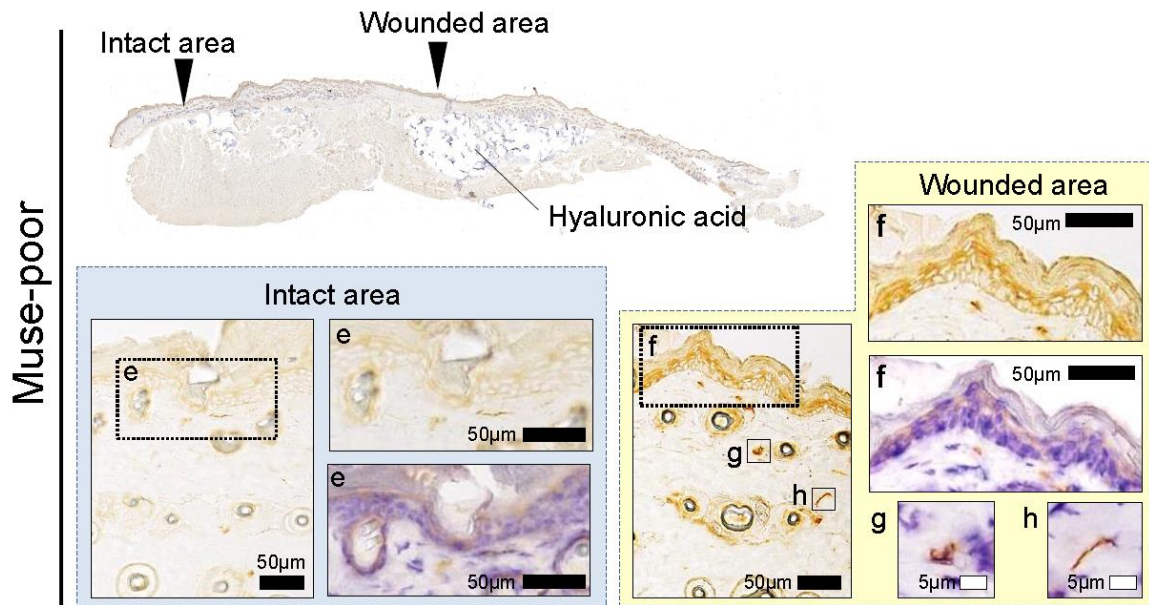 Muse-poor
Intact area
Wounded area
Hyaluronic acid
Intact area
e
50µm
e
50µm
e
50µm
Wounded area
f
g
h
50µm
f
50µm
f
50µm
g
5µm
h
5µm